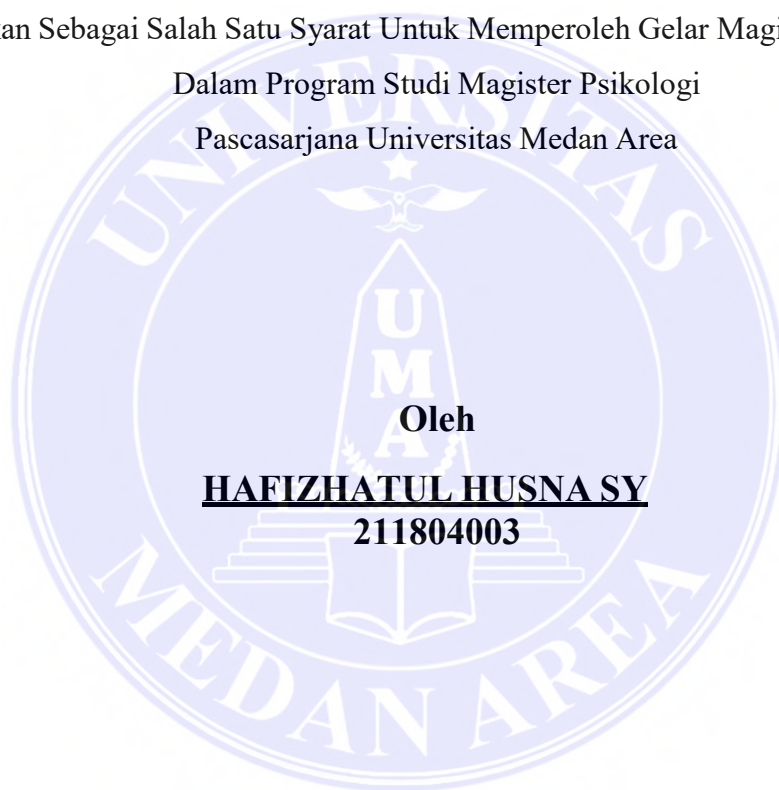 kan Sebagai Salah Satu Syarat Untuk Memperoleh Gelar Magi
Dalam Program Studi Magister Psikologi
Pascasarjana Universitas Medan Area
UNIVERSITAS
U
M
A
Oleh
HAFIZHATUL HUSNA SY
211804003
MEDAN AREA